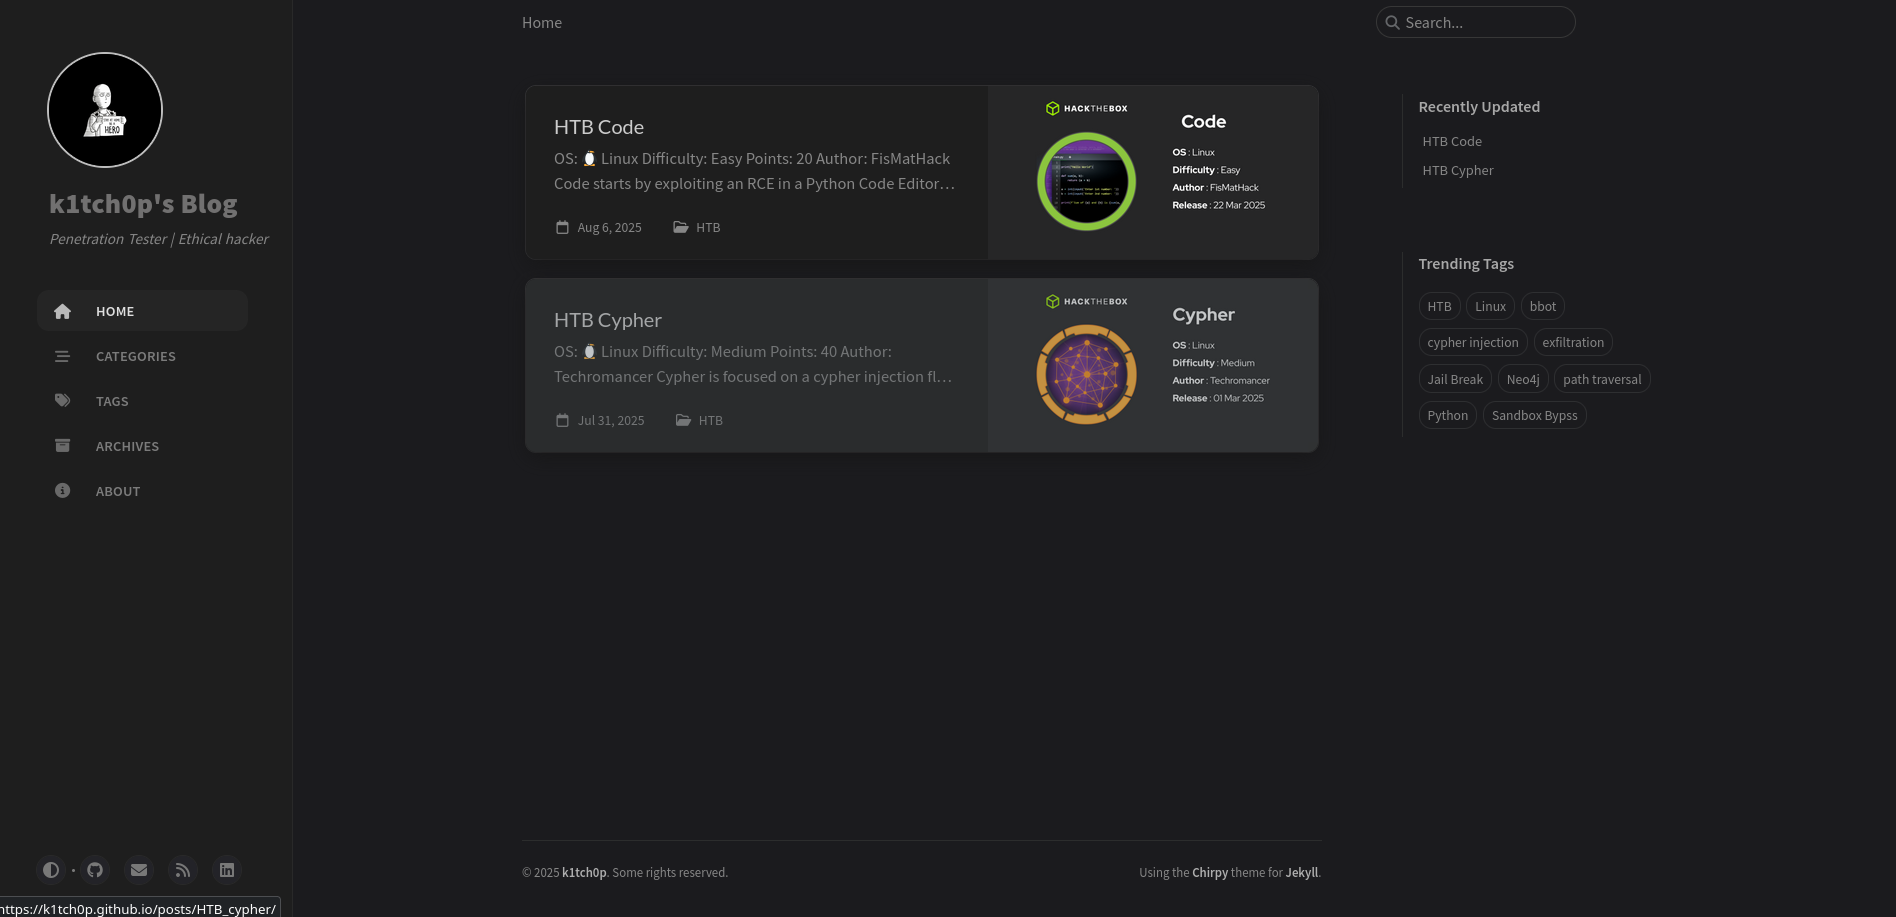 k1tch0p's Blog
Penetration Tester | Ethical hacker
HOME
CATEGORIES
TAGS
ARCHIVES
ABOUT
Home
Search...
HTB Code
OS: 🐧 Linux Difficulty: Easy Points: 20 Author: FisMatHack
Code starts by exploiting an RCE in a Python Code Editor...
Aug 6, 2025 HTB
HACKTHEBOX
Code
OS : Linux
Difficulty : Easy
Author : FisMatHack
Release : 22 Mar 2025
HTB Cypher
OS: 🐧 Linux Difficulty: Medium Points: 40 Author:
Techromancer Cypher is focused on a cypher injection fl...
Jul 31, 2025 HTB
HACKTHEBOX
Cypher
OS : Linux
Difficulty : Medium
Author : Techromancer
Release : 01 Mar 2025
Recently Updated
HTB Code
HTB Cypher
Trending Tags
HTB Linux bbot
cypher injection exfiltration
Jail Break Neo4j path traversal
Python Sandbox Bypss
© 2025 k1tch0p. Some rights reserved.
Using the Chirpy theme for Jekyll.
https://k1tch0p.github.io/posts/HTB_cypher/